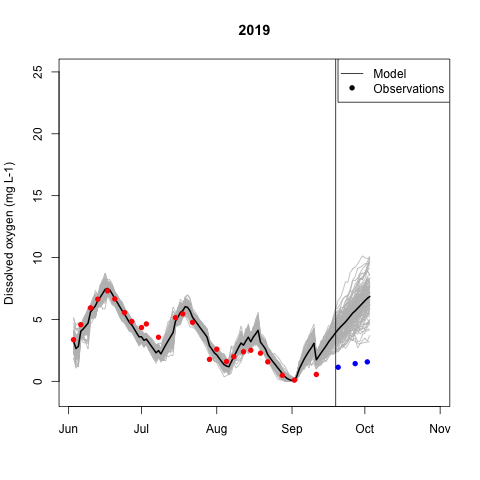 2019
Dissolved oxygen (mg L-1)
25
20
15
10
5
0
Model
Observations
Jun Jul Aug Sep Oct Nov